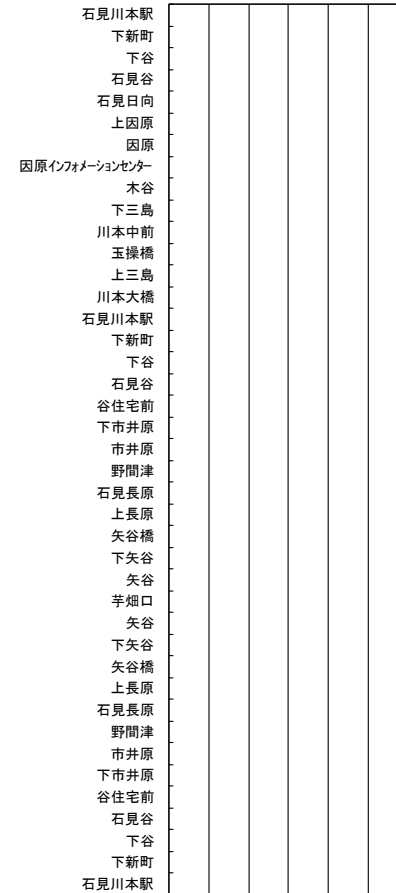 石見川本駅
下新町
下谷
石見谷
石見日向
上因原
因原
因原インフォメーションセンター
木谷
下三島
川本中前
玉操橋
上三島
川本大橋
石見川本駅
下新町
下谷
石見谷
谷住宅前
下市井原
市井原
野間津
石見長原
上長原
矢谷橋
下矢谷
矢谷
芋畑口
矢谷
下矢谷
矢谷橋
上長原
石見長原
野間津
市井原
下市井原
谷住宅前
石見谷
下谷
下新町
石見川本駅